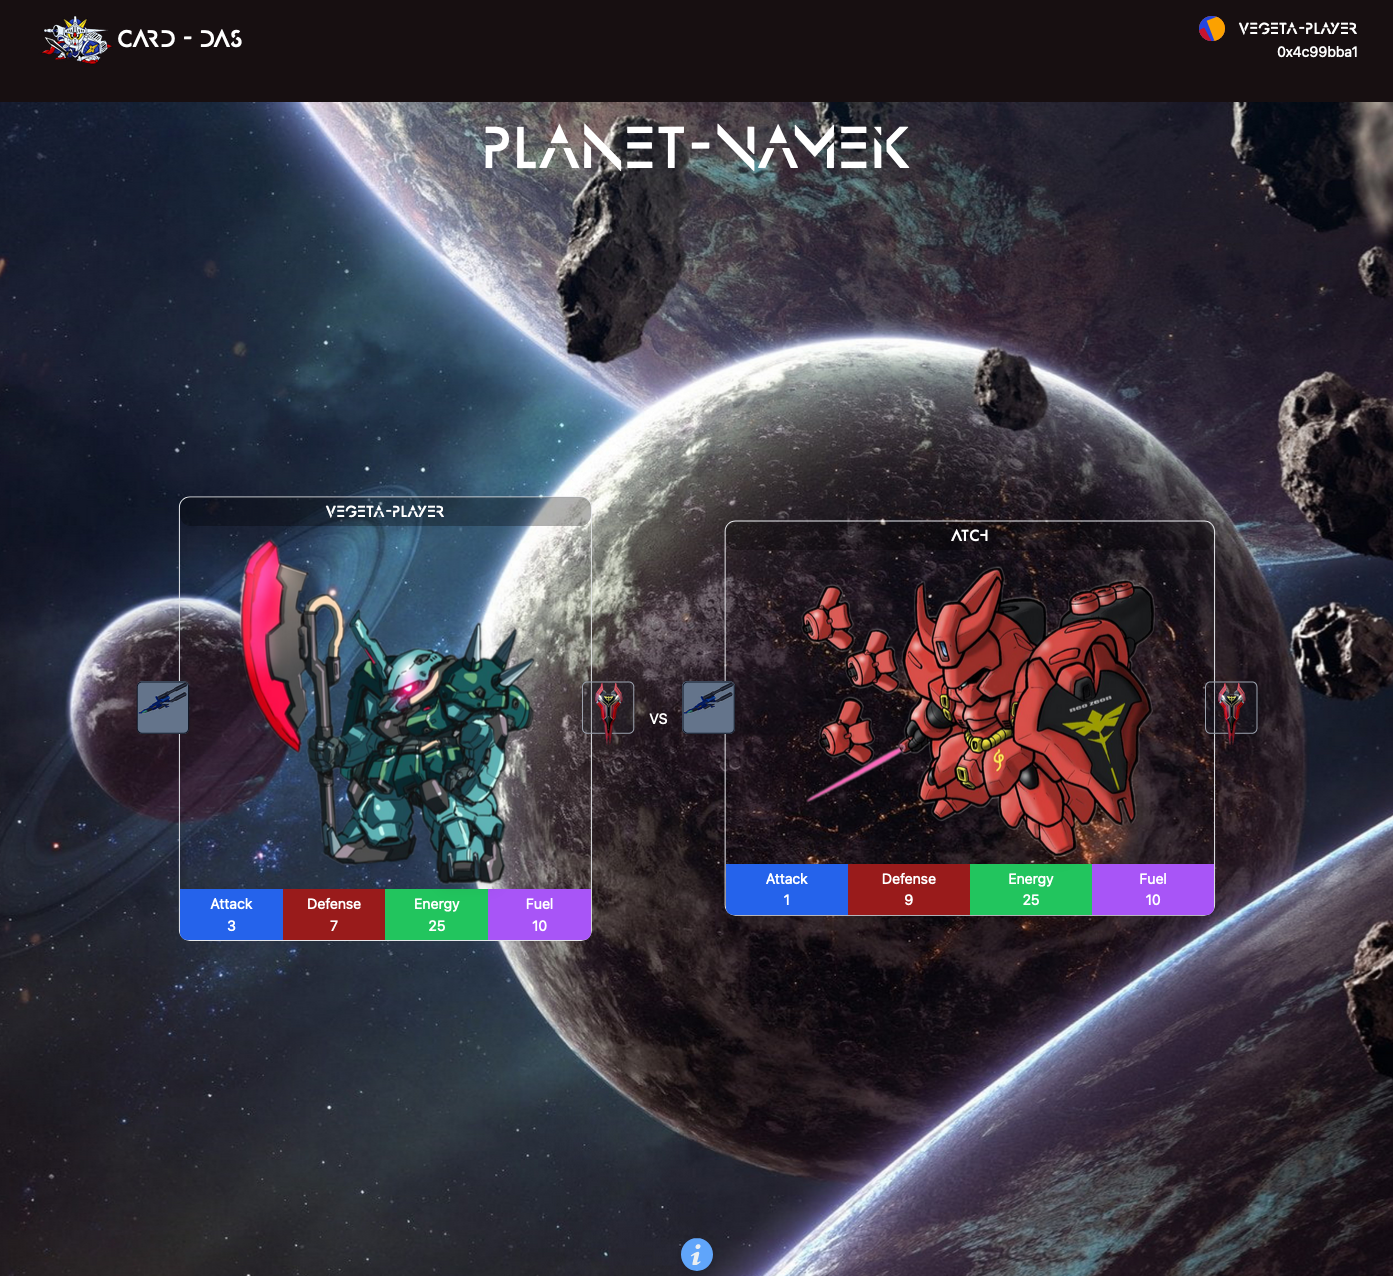 CARD - DAS
VEGETA-PLAYER
0x4c99bba1
PLANET-NAMEK
VEGETA-PLAYER
ATCH
VS
Attack
3
Defense
7
Energy
25
Fuel
10
Attack
1
Defense
9
Energy
25
Fuel
10
i